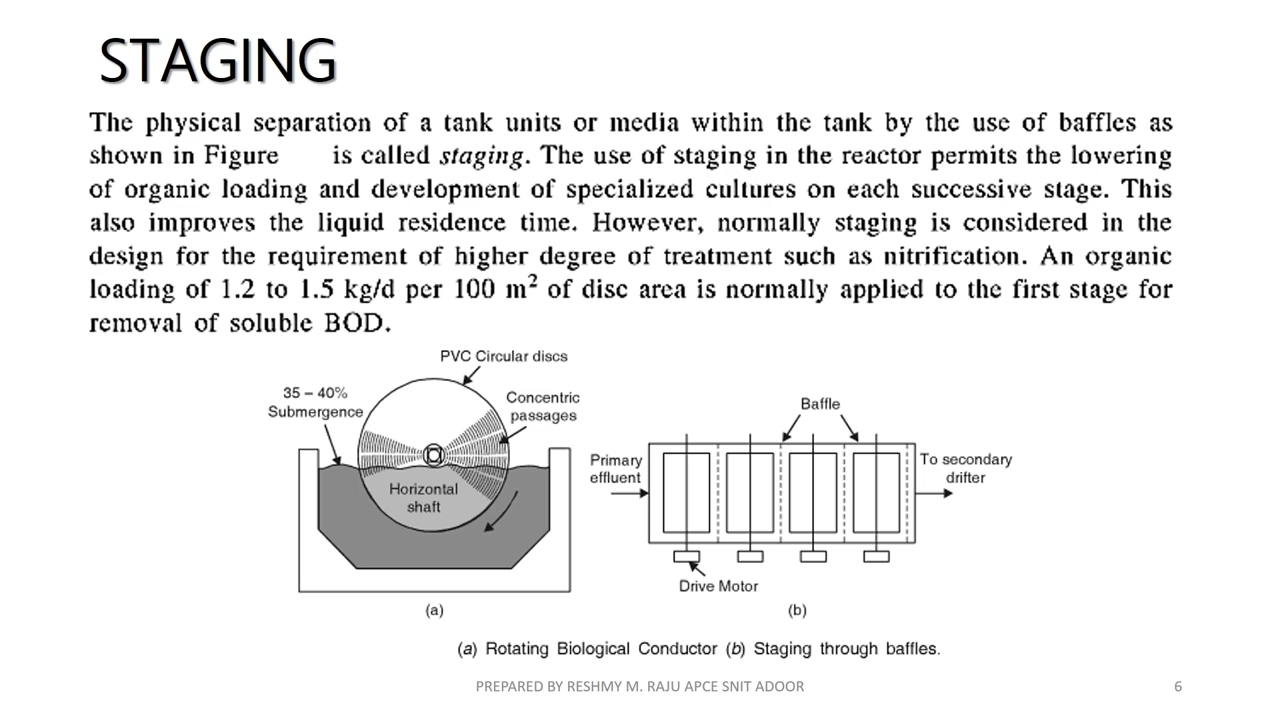 STAGING
The physical separation of a tank units or media within the tank by the use of baffles as
shown in Figure is called staging. The use of staging in the reactor permits the lowering
of organic loading and development of specialized cultures on each successive stage. This
also improves the liquid residence time. However, normally staging is considered in the
design for the requirement of higher degree of treatment such as nitrification. An organic
loading of 1.2 to 1.5 kg/d per 100 m² of disc area is normally applied to the first stage for
removal of soluble BOD.
PVC Circular discs
35 – 40%
Submergence
Concentric
passages
Horizontal
shaft
(a)
Baffle
Primary
effluent
To secondary
drifter
Drive Motor
(b)
(a) Rotating Biological Conductor (b) Staging through baffles.
PREPARED BY RESHMY M. RAJU APCE SNIT ADOOR
6